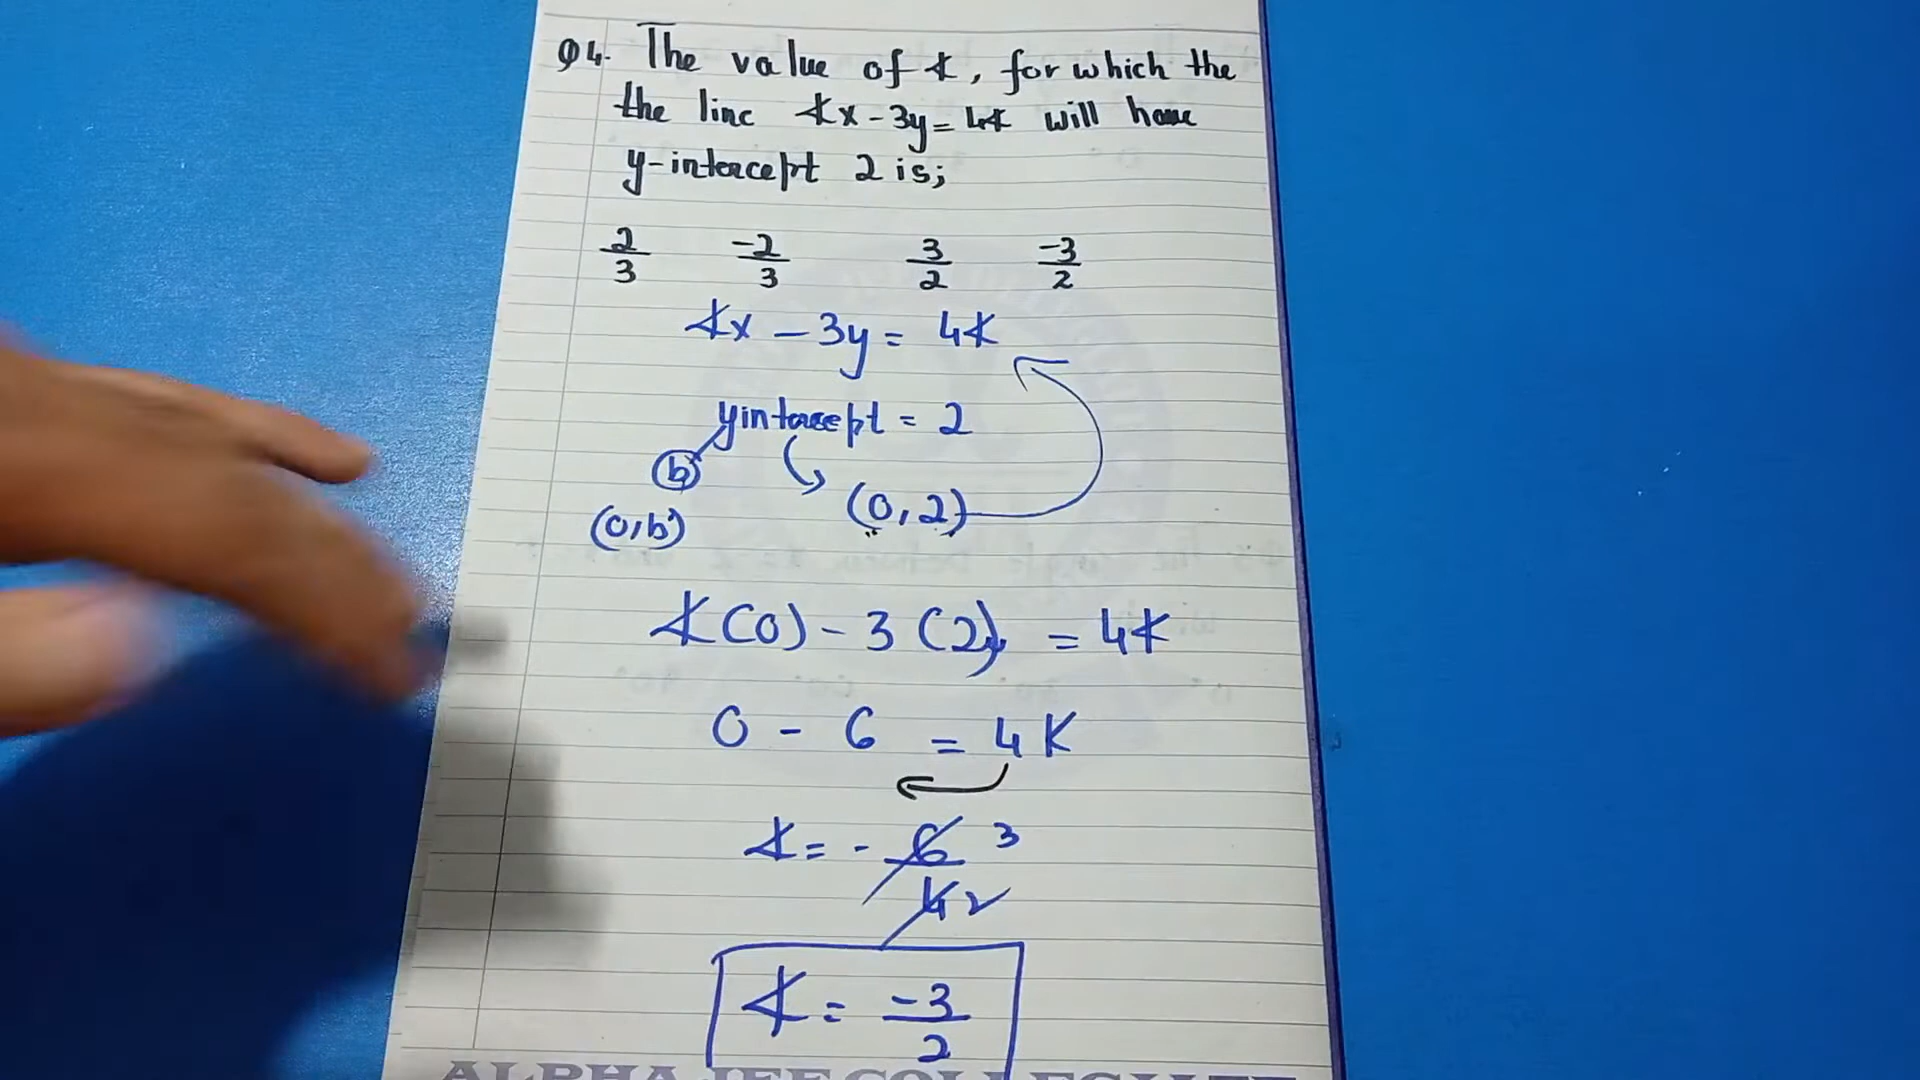 Q4. The value of k, for which the
the line kx - 3y = 4k will have
y-intercept 2 is;
2/3 -2/3 3/2 -3/2
kx - 3y = 4k
yintercept = 2
b
(0, 2)
(0, b)
k(0) - 3(2) = 4k
0 - 6 = 4k
k = - 6/4 3 2
k = -3/2